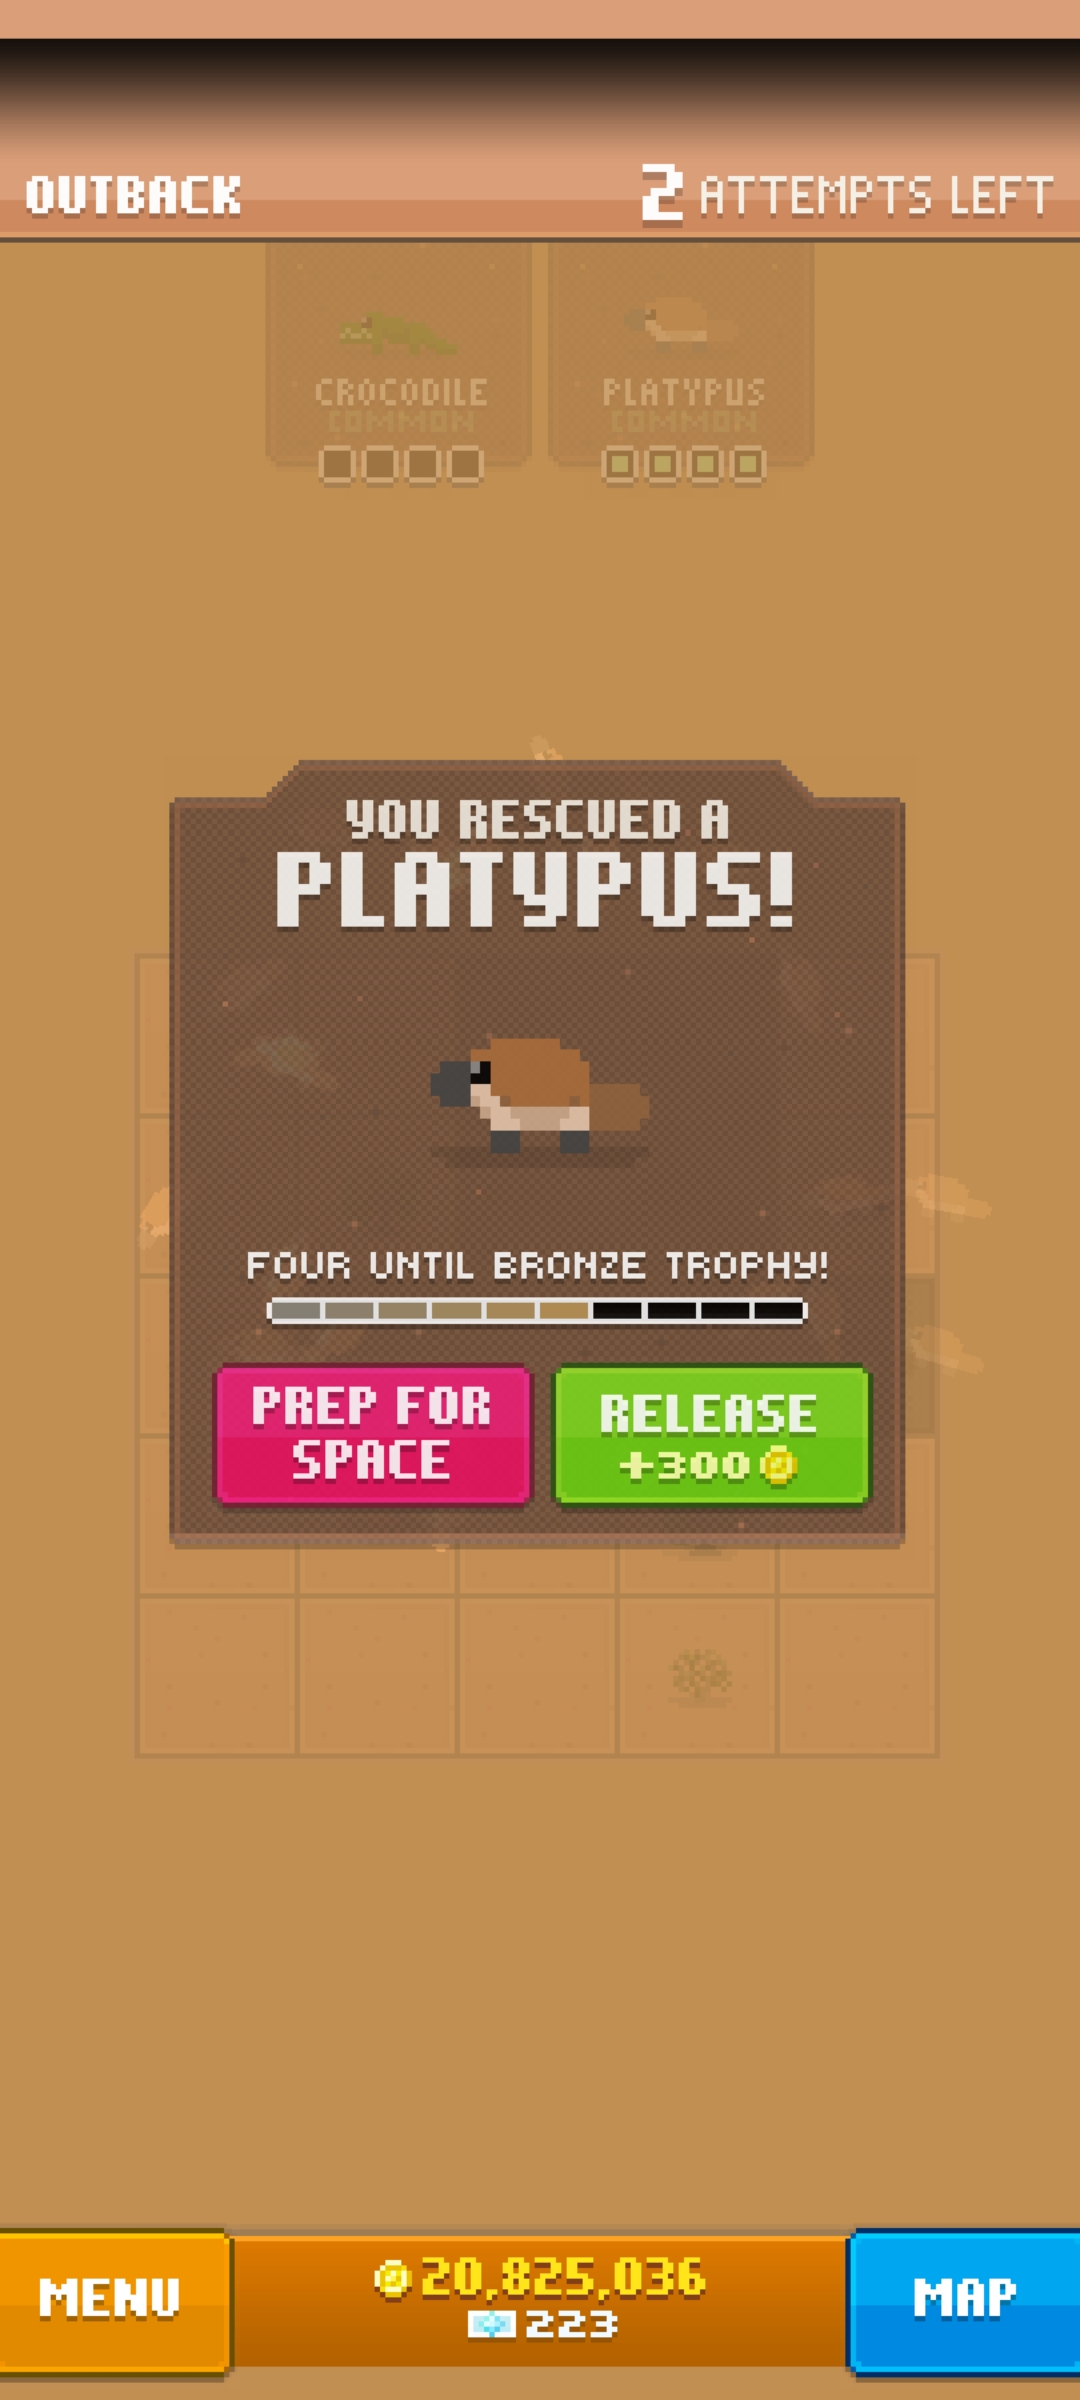 OUTBACK
2 ATTEMPTS LEFT
CROCODILE
COMMON
PLATYPUS
COMMON
YOU RESCUED A
PLATYPUS!
FOUR UNTIL BRONZE TROPHY!
PREP FOR
SPACE
RELEASE
+300
MENU
20,825,036
223
MAP